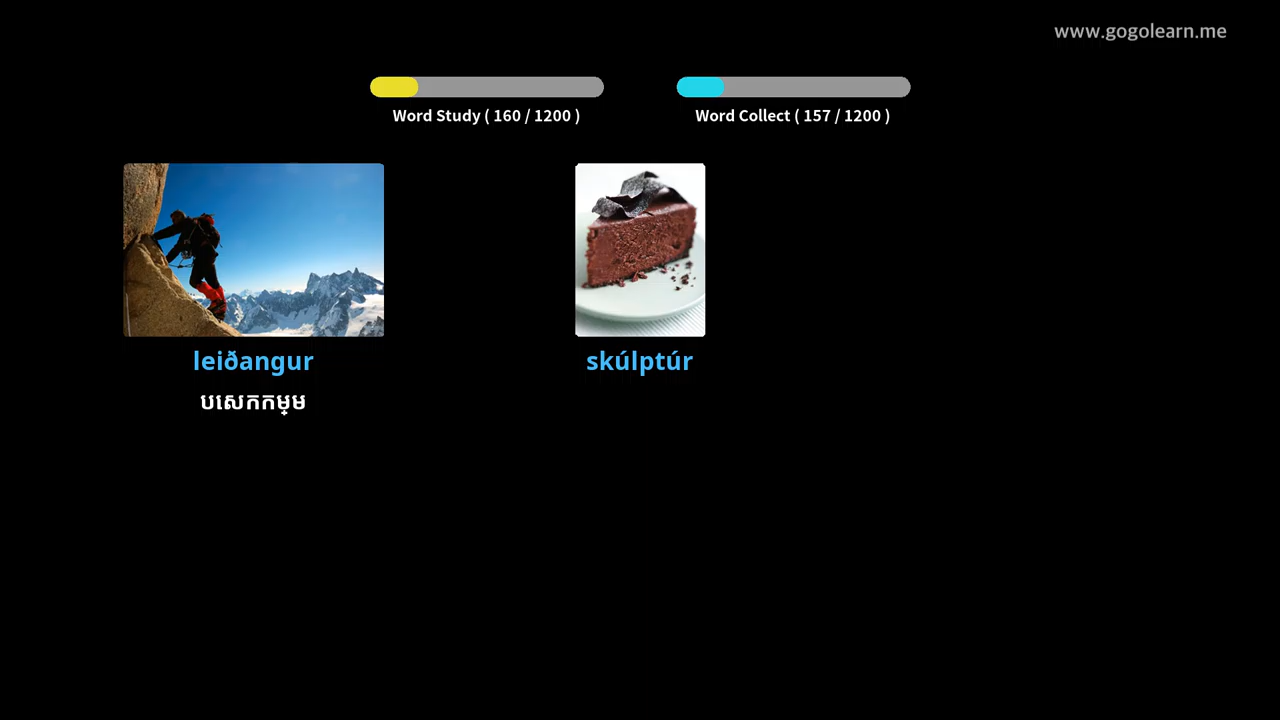 www.gogolearn.me
Word Study ( 160 / 1200 )
Word Collect ( 157 / 1200 )
leiðangur
skúlptúr
បសេកកម្ម